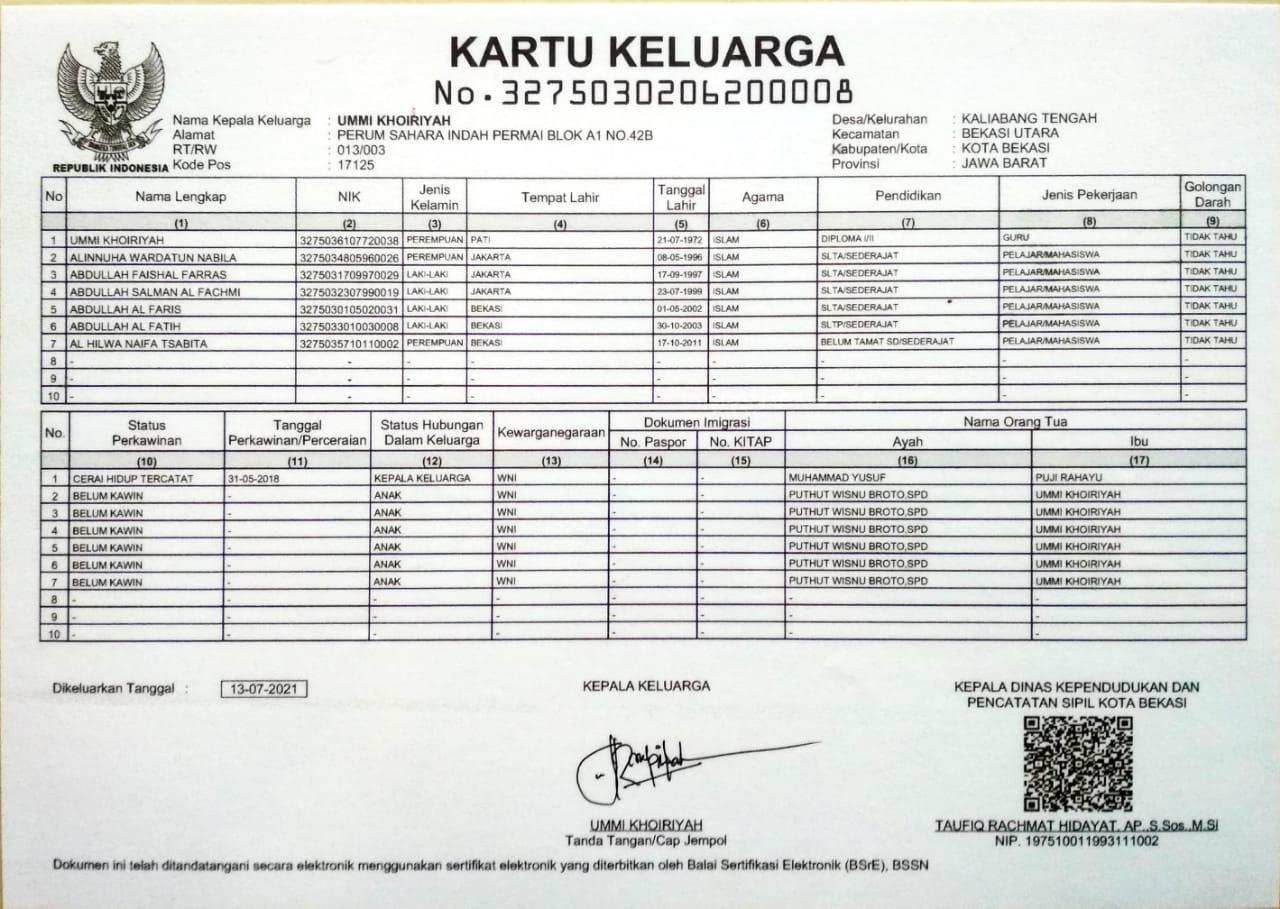 KARTU KELUARGA
No. 3275030206200008
REPUBLIK INDONESIA
Nama Kepala Keluarga : UMMI KHOIRIYAH
Alamat : PERUM SAHARA INDAH PERMAI BLOK A1 NO.42B
RT/RW : 013/003
Kode Pos : 17125
Desa/Kelurahan : KALIABANG TENGAH
Kecamatan : BEKASI UTARA
Kabupaten/Kota : KOTA BEKASI
Provinsi : JAWA BARAT
No Nama Lengkap NIK Jenis Kelamin Tempat Lahir Tanggal Lahir Agama Pendidikan Jenis Pekerjaan Golongan Darah
(1) (2) (3) (4) (5) (6) (7) (8) (9)
1 UMMI KHOIRIYAH 3275036107720038 PEREMPUAN PATI 21-07-1972 ISLAM DIPLOMA I/II GURU TIDAK TAHU
2 ALINNUHA WARDATUN NABILA 3275034805960026 PEREMPUAN JAKARTA 08-05-1996 ISLAM SLTA/SEDERAJAT PELAJAR/MAHASISWA TIDAK TAHU
3 ABDULLAH FAISHAL FARRAS 3275031709970029 LAKI-LAKI JAKARTA 17-09-1997 ISLAM SLTA/SEDERAJAT PELAJAR/MAHASISWA TIDAK TAHU
4 ABDULLAH SALMAN AL FACHMI 3275032307990019 LAKI-LAKI JAKARTA 23-07-1999 ISLAM SLTA/SEDERAJAT PELAJAR/MAHASISWA TIDAK TAHU
5 ABDULLAH AL FARIS 3275030105020031 LAKI-LAKI BEKASI 01-05-2002 ISLAM SLTA/SEDERAJAT PELAJAR/MAHASISWA TIDAK TAHU
6 ABDULLAH AL FATIH 3275033010030008 LAKI-LAKI BEKASI 30-10-2003 ISLAM SLTP/SEDERAJAT PELAJAR/MAHASISWA TIDAK TAHU
7 AL HILWA NAIFA TSABITA 3275035710110002 PEREMPUAN BEKASI 17-10-2011 ISLAM BELUM TAMAT SD/SEDERAJAT PELAJAR/MAHASISWA TIDAK TAHU
8 - - - - - - - - -
9 - - - - - - - - -
10 - - - - - - - - -
No. Status Perkawinan Tanggal Perkawinan/Perceraian Status Hubungan Dalam Keluarga Kewarganegaraan Dokumen Imigrasi Nama Orang Tua
No. Paspor No. KITAP Ayah Ibu
(10) (11) (12) (13) (14) (15) (16) (17)
1 CERAI HIDUP TERCATAT 31-05-2018 KEPALA KELUARGA WNI - - MUHAMMAD YUSUF PUJI RAHAYU
2 BELUM KAWIN - ANAK WNI - - PUTHUT WISNU BROTO,SPD UMMI KHOIRIYAH
3 BELUM KAWIN - ANAK WNI - - PUTHUT WISNU BROTO,SPD UMMI KHOIRIYAH
4 BELUM KAWIN - ANAK WNI - - PUTHUT WISNU BROTO,SPD UMMI KHOIRIYAH
5 BELUM KAWIN - ANAK WNI - - PUTHUT WISNU BROTO,SPD UMMI KHOIRIYAH
6 BELUM KAWIN - ANAK WNI - - PUTHUT WISNU BROTO,SPD UMMI KHOIRIYAH
7 BELUM KAWIN - ANAK WNI - - PUTHUT WISNU BROTO,SPD UMMI KHOIRIYAH
8 - - - - - - - -
9 - - - - - - - -
10 - - - - - - - -
Dikeluarkan Tanggal : 13-07-2021
KEPALA KELUARGA
UMMI KHOIRIYAH
Tanda Tangan/Cap Jempol
KEPALA DINAS KEPENDUDUKAN DAN
PENCATATAN SIPIL KOTA BEKASI
TAUFIQ RACHMAT HIDAYAT, AP.,S.Sos.,M.Si
NIP. 197510011993111002
Dokumen ini telah ditandatangani secara elektronik menggunakan sertifikat elektronik yang diterbitkan oleh Balai Sertifikasi Elektronik (BSrE), BSSN